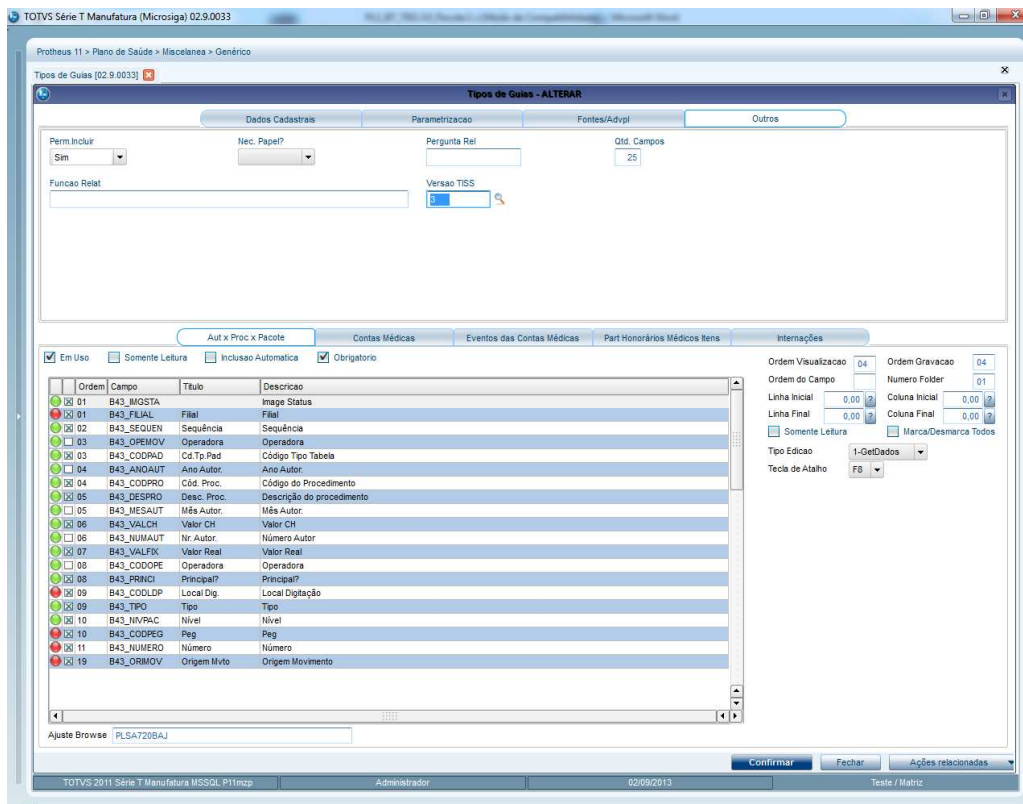 TOTVS Série T Manufatura (Microsiga) 02.9.0033
Protheus 11 > Plano de Saúde > Miscelanea > Genérico
Tipos de Guias [02.9.0033]
Tipos de Guias - ALTERAR
Dados Cadastrais Parametrizacao Fontes/Advpl Outros
Perm.Incluir Nec. Papel? Pergunta Rel Qtd. Campos
Sim 25
Funcao Relat Versao TISS
3
Aut x Proc x Pacote Contas Médicas Eventos das Contas Médicas Part Honorários Médicos Itens Internações
Em Uso Somente Leitura Inclusao Automatica Obrigatorio
Ordem Visualizacao 04 Ordem Gravacao 04
Ordem do Campo Numero Folder 01
Linha Inicial 0,00 ? Coluna Inicial 0,00 ?
Linha Final 0,00 ? Coluna Final 0,00 ?
Somente Leitura Marca/Desmarca Todos
Tipo Edicao 1-GetDados
Tecla de Atalho F8
Ordem Campo Título Descricao
01 B43_IMGSTA Image Status
01 B43_FILIAL Filial Filial
02 B43_SEQUEN Sequência Sequência
03 B43_OPEMOV Operadora Operadora
03 B43_CODPAD Cd.Tp.Pad Código Tipo Tabela
04 B43_ANOAUT Ano Autor. Ano Autor.
04 B43_CODPRO Cód. Proc. Código do Procedimento
05 B43_DESPRO Desc. Proc. Descrição do procedimento
05 B43_MESAUT Mês Autor. Mês Autor.
06 B43_VALCH Valor CH Valor CH
06 B43_NUMAUT Nr. Autor. Número Autor
07 B43_VALFIX Valor Real Valor Real
08 B43_CODOPE Operadora Operadora
08 B43_PRINCI Principal? Principal?
09 B43_CODLDP Local Dig. Local Digitação
09 B43_TIPO Tipo Tipo
10 B43_NIVPAC Nível Nível
10 B43_CODPEG Peg Peg
11 B43_NUMERO Número Número
19 B43_ORIMOV Origem Mvto Origem Movimento
Ajuste Browse PLSA720BAJ
Confirmar Fechar Ações relacionadas
TOTVS 2011 Série T Manufatura MSSQL P11mzp Administrador 02/09/2013 Teste / Matriz